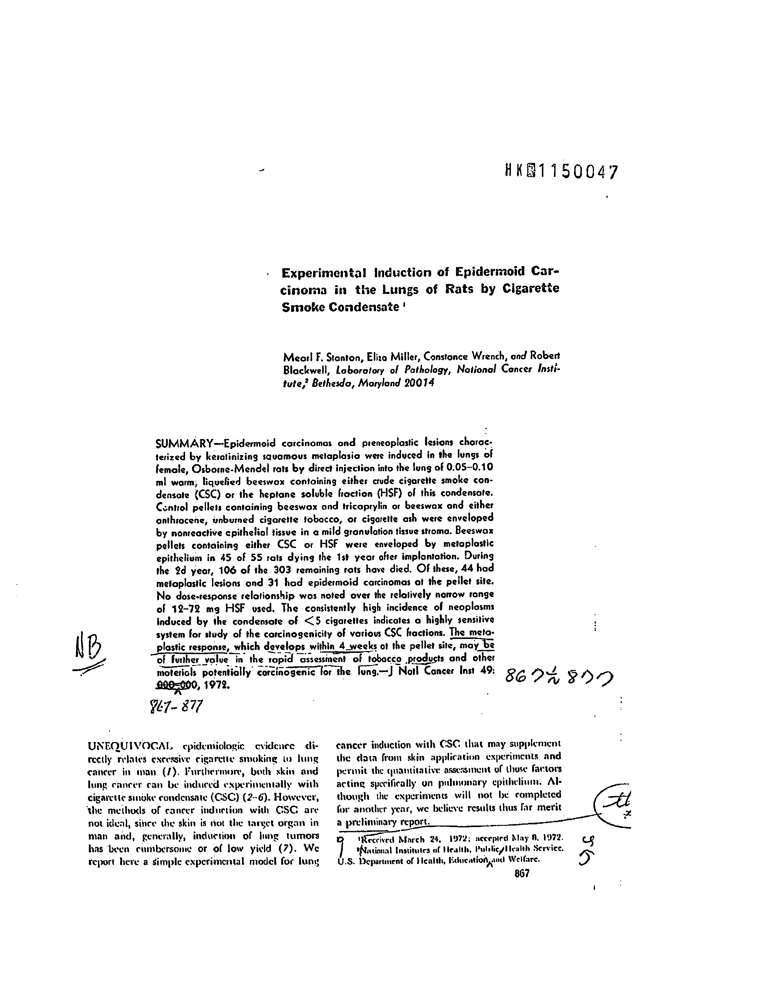 HK 1150047
Experimental Induction of Epidermoid Car-
cinoma in the Lungs of Rats by Cigarette
Smoke Condensate ¹
Mearl F. Stanton, Eliza Miller, Constance Wrench, and Robert
Blackwell, Laboratory of Pathology, National Cancer Insti-
tute,² Bethesda, Maryland 20014
SUMMARY—Epidermoid carcinomas and preneoplastic lesions charac-
terized by keratinizing squamous metaplasia were induced in the lungs of
female, Osborne-Mendel rats by direct injection into the lung of 0.05–0.10
ml warm, liquefied beeswax containing either crude cigarette smoke con-
densate (CSC) or the heptane soluble fraction (HSF) of this condensate.
Control pellets containing beeswax and tricaprylin or beeswax and either
anthracene, unburned cigarette tobacco, or cigarette ash were enveloped
by nonreactive epithelial tissue in a mild granulation tissue stroma. Beeswax
pellets containing either CSC or HSF were enveloped by metaplastic
epithelium in 45 of 55 rats dying the 1st year after implantation. During
the 2d year, 106 of the 303 remaining rats have died. Of these, 44 had
metaplastic lesions and 31 had epidermoid carcinomas at the pellet site.
No dose-response relationship was noted over the relatively narrow range
of 12–72 mg HSF used. The consistently high incidence of neoplasms
induced by the condensate of <5 cigarettes indicates a highly sensitive
system for study of the carcinogenicity of various CSC fractions. The meta-
plastic response, which develops within 4 weeks at the pellet site, may be
of further value in the rapid assessment of tobacco products and other
materials potentially carcinogenic for the lung.—J Natl Cancer Inst 49:
000-000, 1972.
NB
867-877
UNEQUIVOCAL epidemiologic evidence di-
rectly relates excessive cigarette smoking to lung
cancer in man (1). Furthermore, both skin and
lung cancer can be induced experimentally with
cigarette smoke condensate (CSC) (2–6). However,
the methods of cancer induction with CSC are
not ideal, since the skin is not the target organ in
man and, generally, induction of lung tumors
has been cumbersome or of low yield (7). We
report here a simple experimental model for lung
cancer induction with CSC that may supplement
the data from skin application experiments and
permit the quantitative assessment of those factors
acting specifically on pulmonary epithelium. Al-
though the experiments will not be completed
for another year, we believe results thus far merit
a preliminary report.
¹Received March 24, 1972; accepted May 8, 1972.
²National Institutes of Health, Public Health Service.
U.S. Department of Health, Education and Welfare.
867